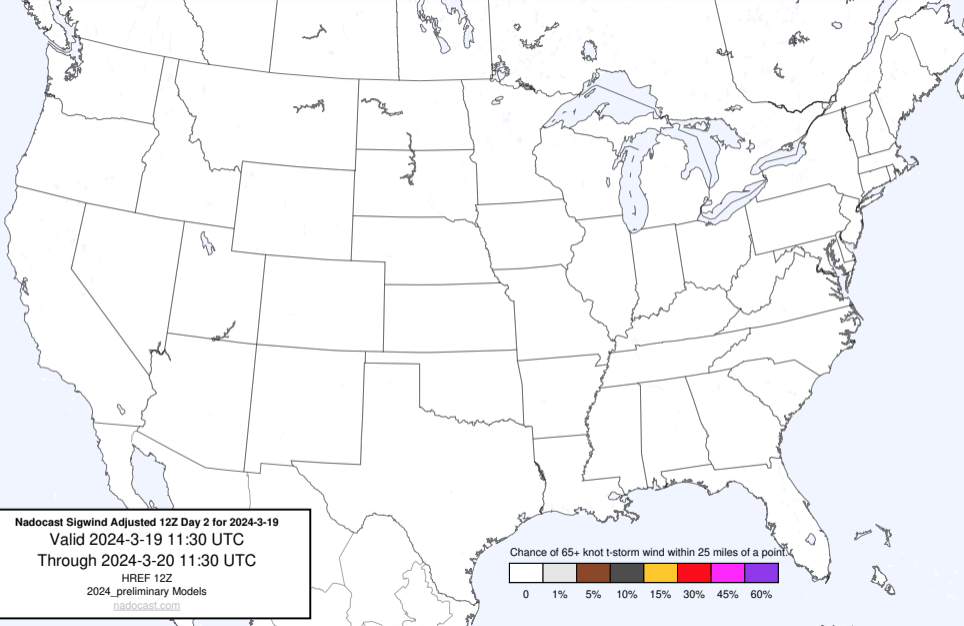 Nadocast Sigwind Adjusted 12Z Day 2 for 2024-3-19
Valid 2024-3-19 11:30 UTC
Through 2024-3-20 11:30 UTC
HREF 12Z
2024_preliminary Models
nadocast.com
Chance of 65+ knot t-storm wind within 25 miles of a point.
0 1% 5% 10% 15% 30% 45% 60%